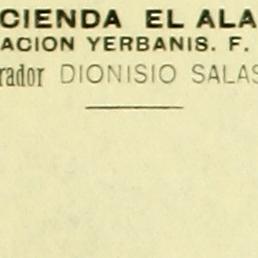 CIENDA EL ALA
ACION YERBANIS. F.
rador DIONISIO SALAS